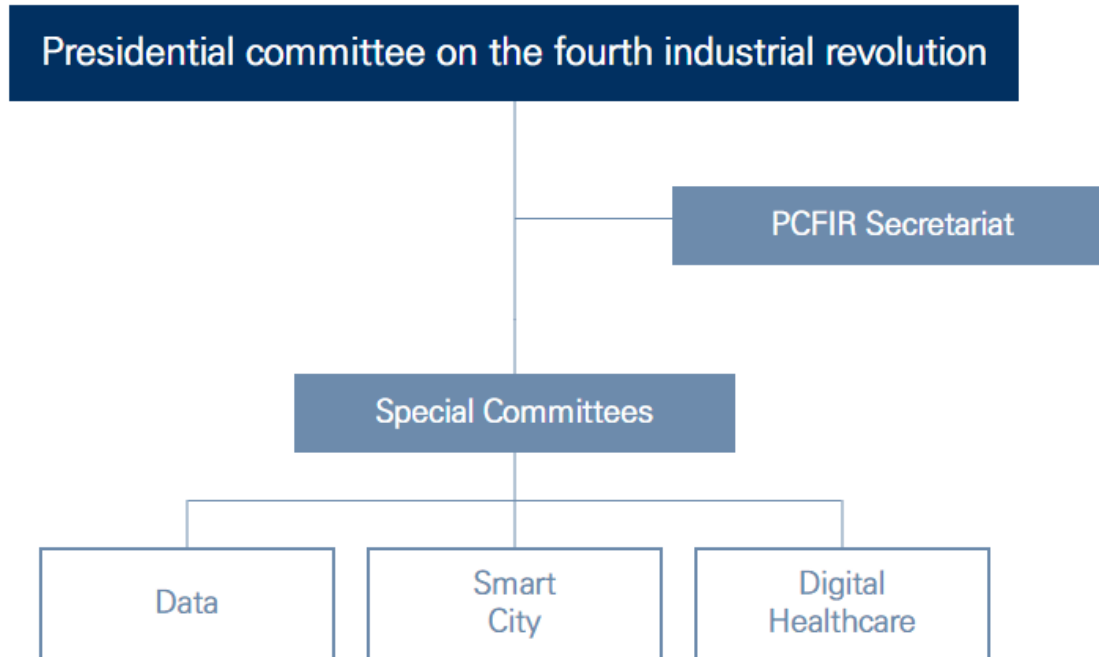 Presidential committee on the fourth industrial revolution
PCFIR Secretariat
Special Committees
Data
Smart
City
Digital
Healthcare